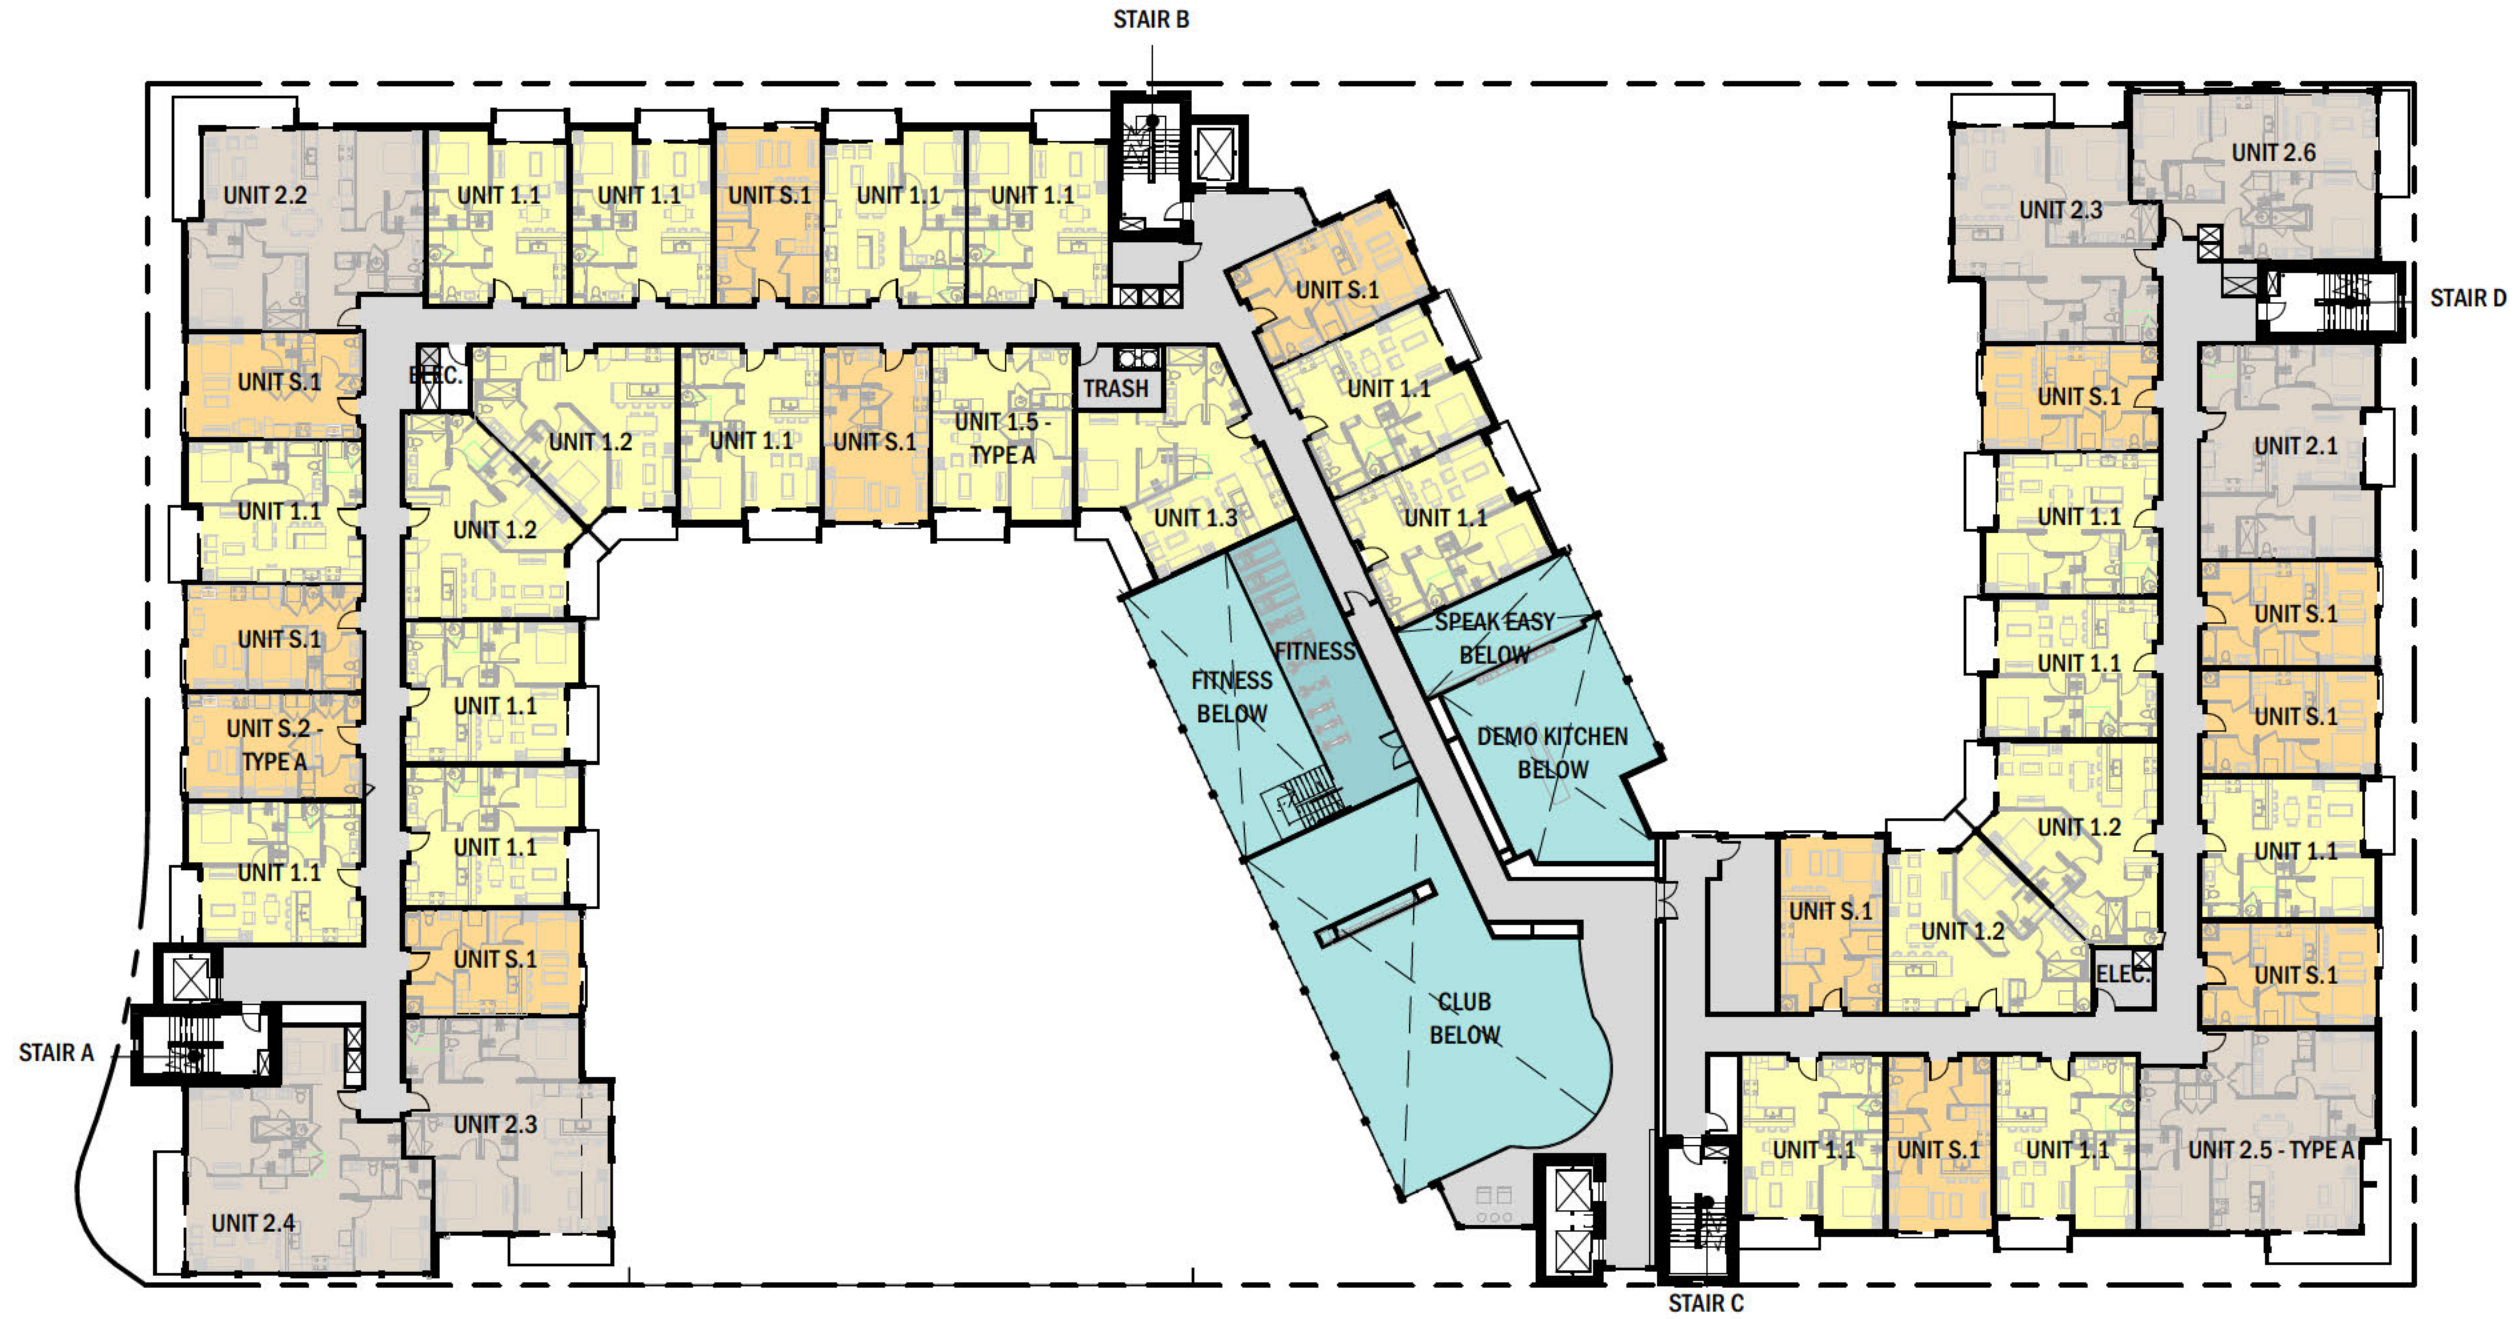 STAIR B
UNIT 2.2
UNIT 1.1
UNIT 1.1
UNIT S.1
UNIT 1.1
UNIT 1.1
UNIT 2.6
UNIT 2.3
UNIT S.1
STAIR D
UNIT S.1
ELEC.
TRASH
UNIT 1.1
UNIT S.1
UNIT 1.2
UNIT 1.1
UNIT S.1
UNIT 1.5 -
TYPE A
UNIT 2.1
UNIT 1.1
UNIT 1.2
UNIT 1.3
UNIT 1.1
UNIT 1.1
UNIT S.1
UNIT 1.1
SPEAK EASY
BELOW
FITNESS
UNIT 1.1
UNIT S.1
FITNESS
BELOW
UNIT S.2 -
TYPE A
DEMO KITCHEN
BELOW
UNIT S.1
UNIT 1.1
UNIT 1.1
UNIT 1.2
UNIT 1.1
UNIT S.1
UNIT 1.2
UNIT S.1
ELEC.
UNIT S.1
CLUB
BELOW
STAIR A
UNIT 2.3
UNIT 1.1
UNIT S.1
UNIT 1.1
UNIT 2.5 - TYPE A
UNIT 2.4
STAIR C